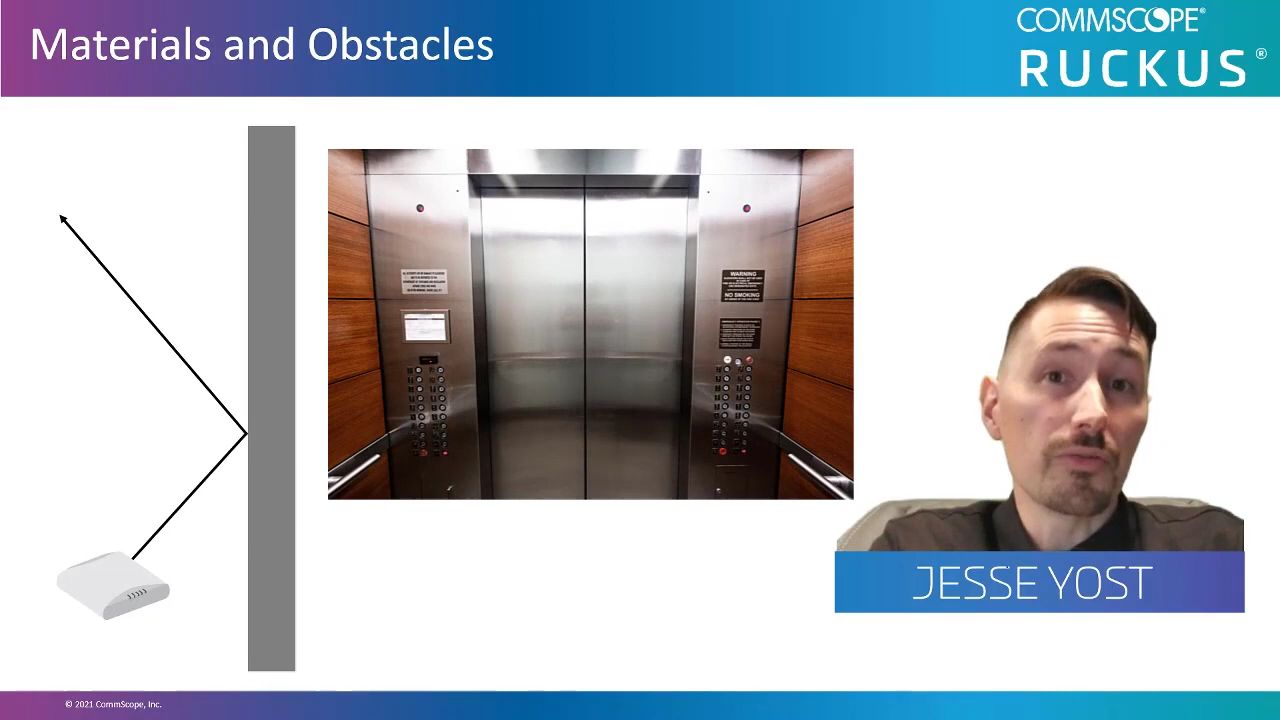 Materials and Obstacles
COMMSCOPE®
RUCKUS®
WARNING
NO SMOKING
JESSE YOST
© 2021 CommScope, Inc.